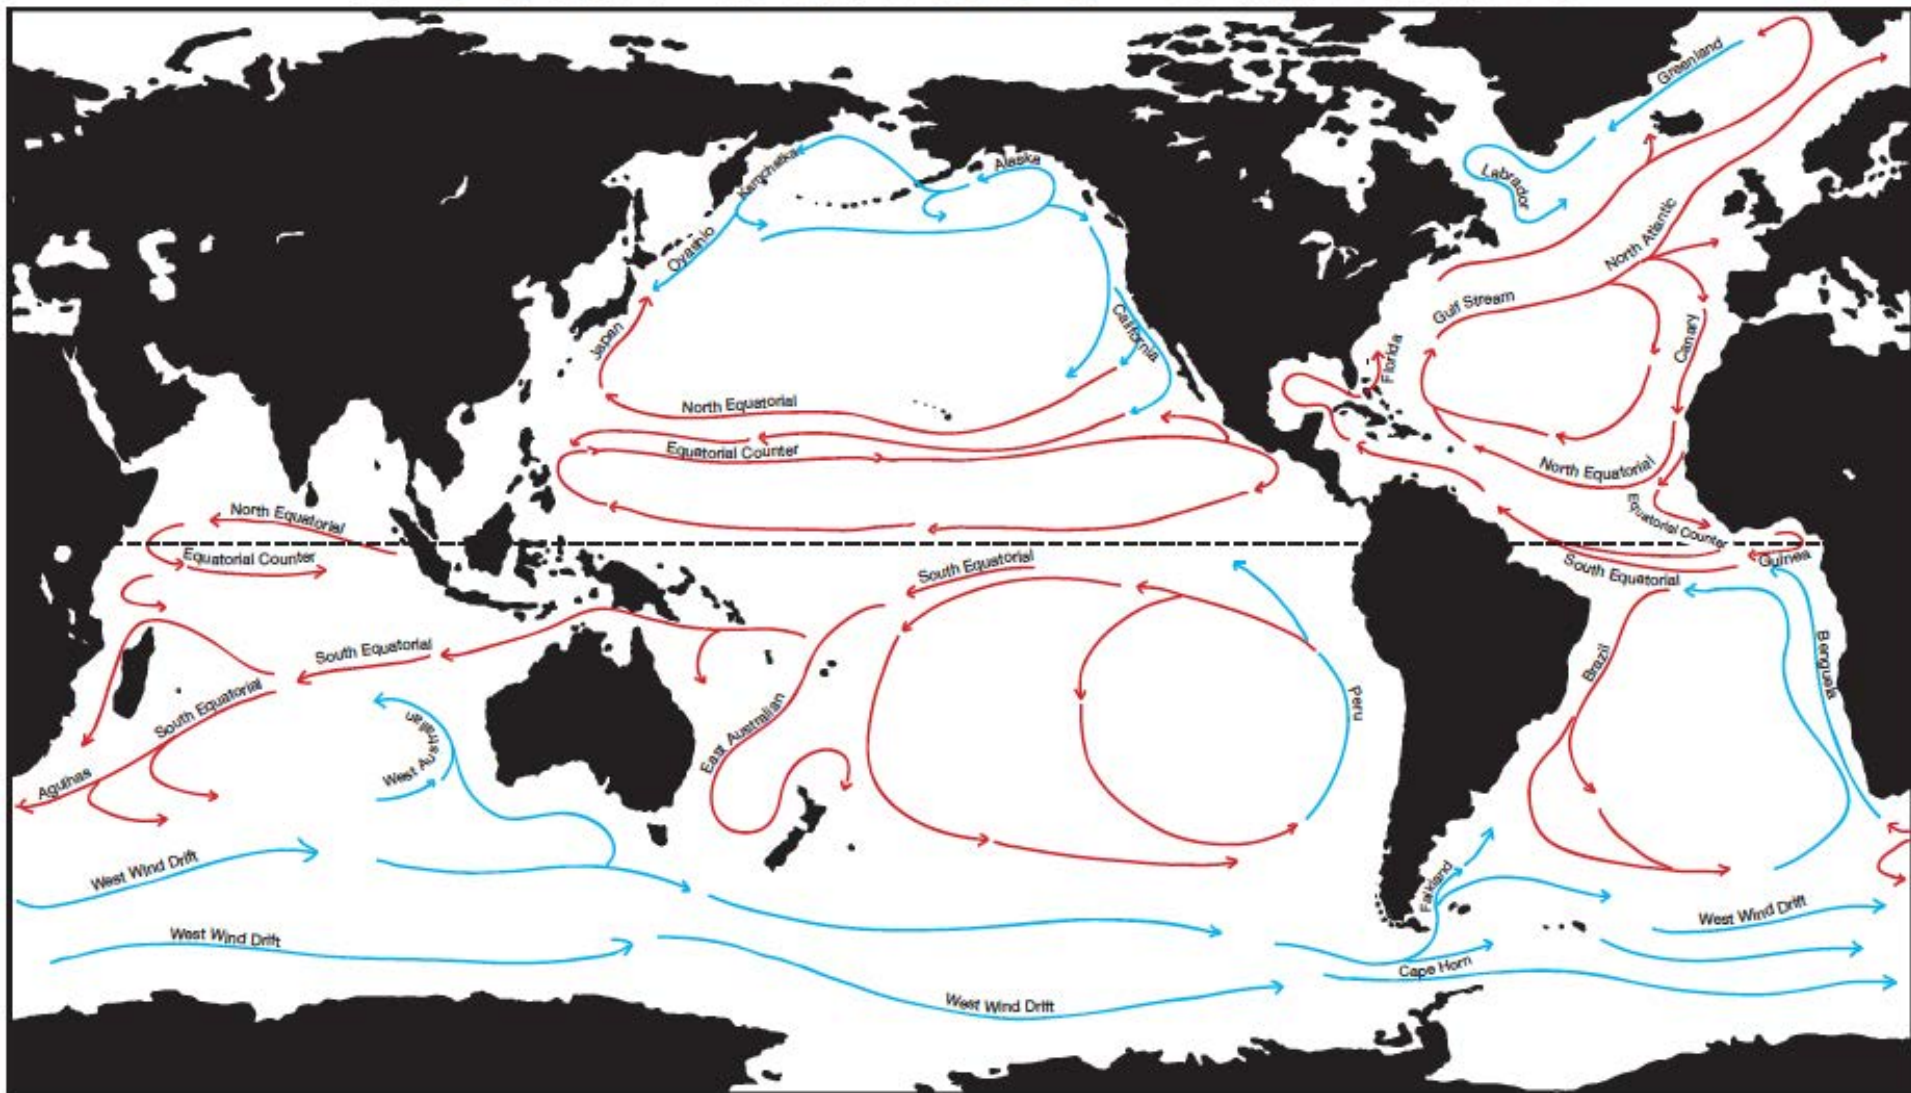 Greenland
Kamchatka
Alaska
Labrador
Oyashio
North Atlantic
Gulf Stream
California
Japan
Canary
Florida
North Equatorial
Equatorial Counter
North Equatorial
Equatorial Counter
North Equatorial
Equatorial Counter
Guinea
South Equatorial
South Equatorial
South Equatorial
South Equatorial
Brazil
Benguela
Peru
East Australian
West Australian
Agulhas
West Wind Drift
Falkland
West Wind Drift
West Wind Drift
Cape Horn
West Wind Drift